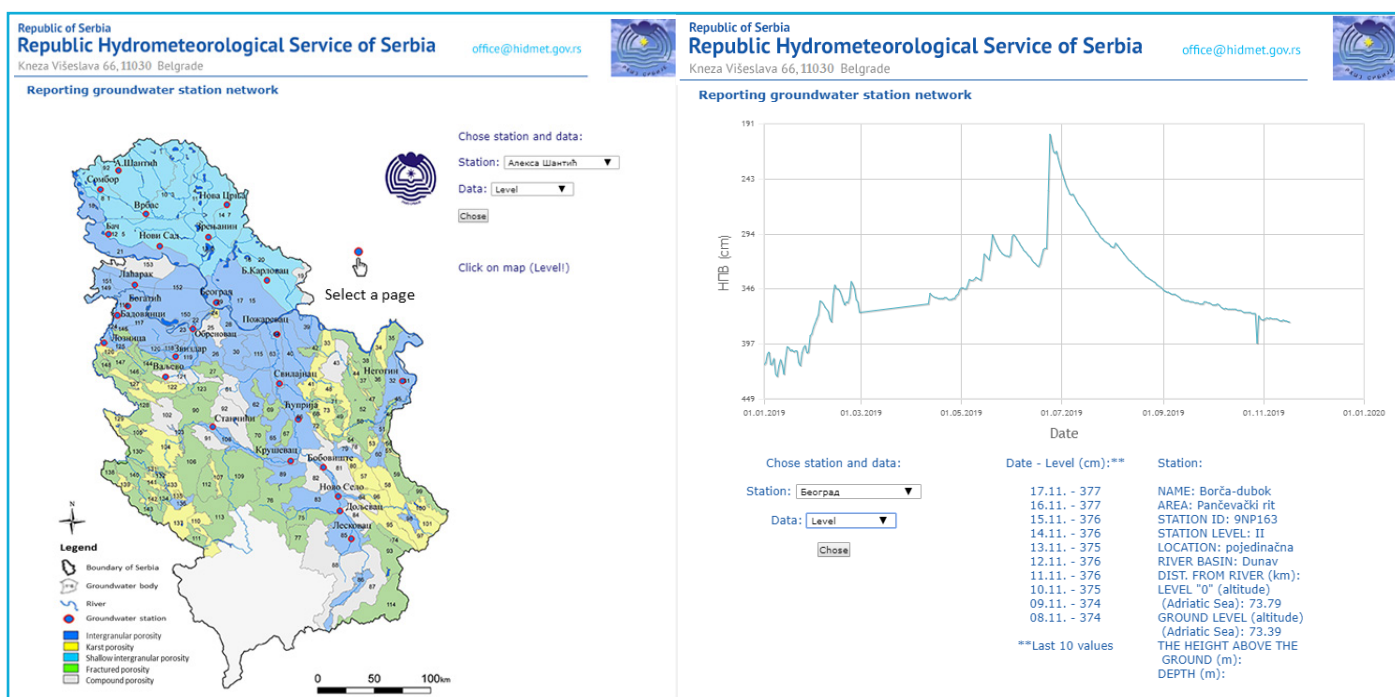 Republic of Serbia
Republic Hydrometeorological Service of Serbia
office@hidmet.gov.rs
Kneza Višeslava 66, 11030 Belgrade
Reporting groundwater station network
Chose station and data:
Station: Алекса Шантић
Data: Level
Chose
Click on map (Level!)
Select a page
А.Шантић
Сомбор
Нова Црња
Врбас
Бач
Зрењанин
Нови Сад
Б.Карловац
Лаћарак
Богатић
Београд
Бадовинци
Пожаревац
Обреновац
Лозница
Звиздар
Ваљево
Свилајнац
Неготин
Ћуприја
Станчићи
Крушевац
Бобовиште
Ново Село
Дољевац
Лесковац
N
Legend
Boundary of Serbia
Groundwater body
River
Groundwater station
Intergranular porosity
Karst porosity
Shallow intergranular porosity
Fractured porosity
Compound porosity
0 50 100km
Republic of Serbia
Republic Hydrometeorological Service of Serbia
office@hidmet.gov.rs
Kneza Višeslava 66, 11030 Belgrade
Reporting groundwater station network
НПВ (cm)
191
243
294
346
397
449
01.01.2019 01.03.2019 01.05.2019 01.07.2019 01.09.2019 01.11.2019 01.01.2020
Date
Chose station and data:
Station: Београд
Data: Level
Chose
Date - Level (cm):**
17.11. - 377
16.11. - 377
15.11. - 376
14.11. - 376
13.11. - 375
12.11. - 376
11.11. - 376
10.11. - 375
09.11. - 374
08.11. - 374
**Last 10 values
Station:
NAME: Borča-dubok
AREA: Pančevački rit
STATION ID: 9NP163
STATION LEVEL: II
LOCATION: pojedinačna
RIVER BASIN: Dunav
DIST. FROM RIVER (km):
LEVEL "0" (altitude)
(Adriatic Sea): 73.79
GROUND LEVEL (altitude)
(Adriatic Sea): 73.39
THE HEIGHT ABOVE THE
GROUND (m):
DEPTH (m):